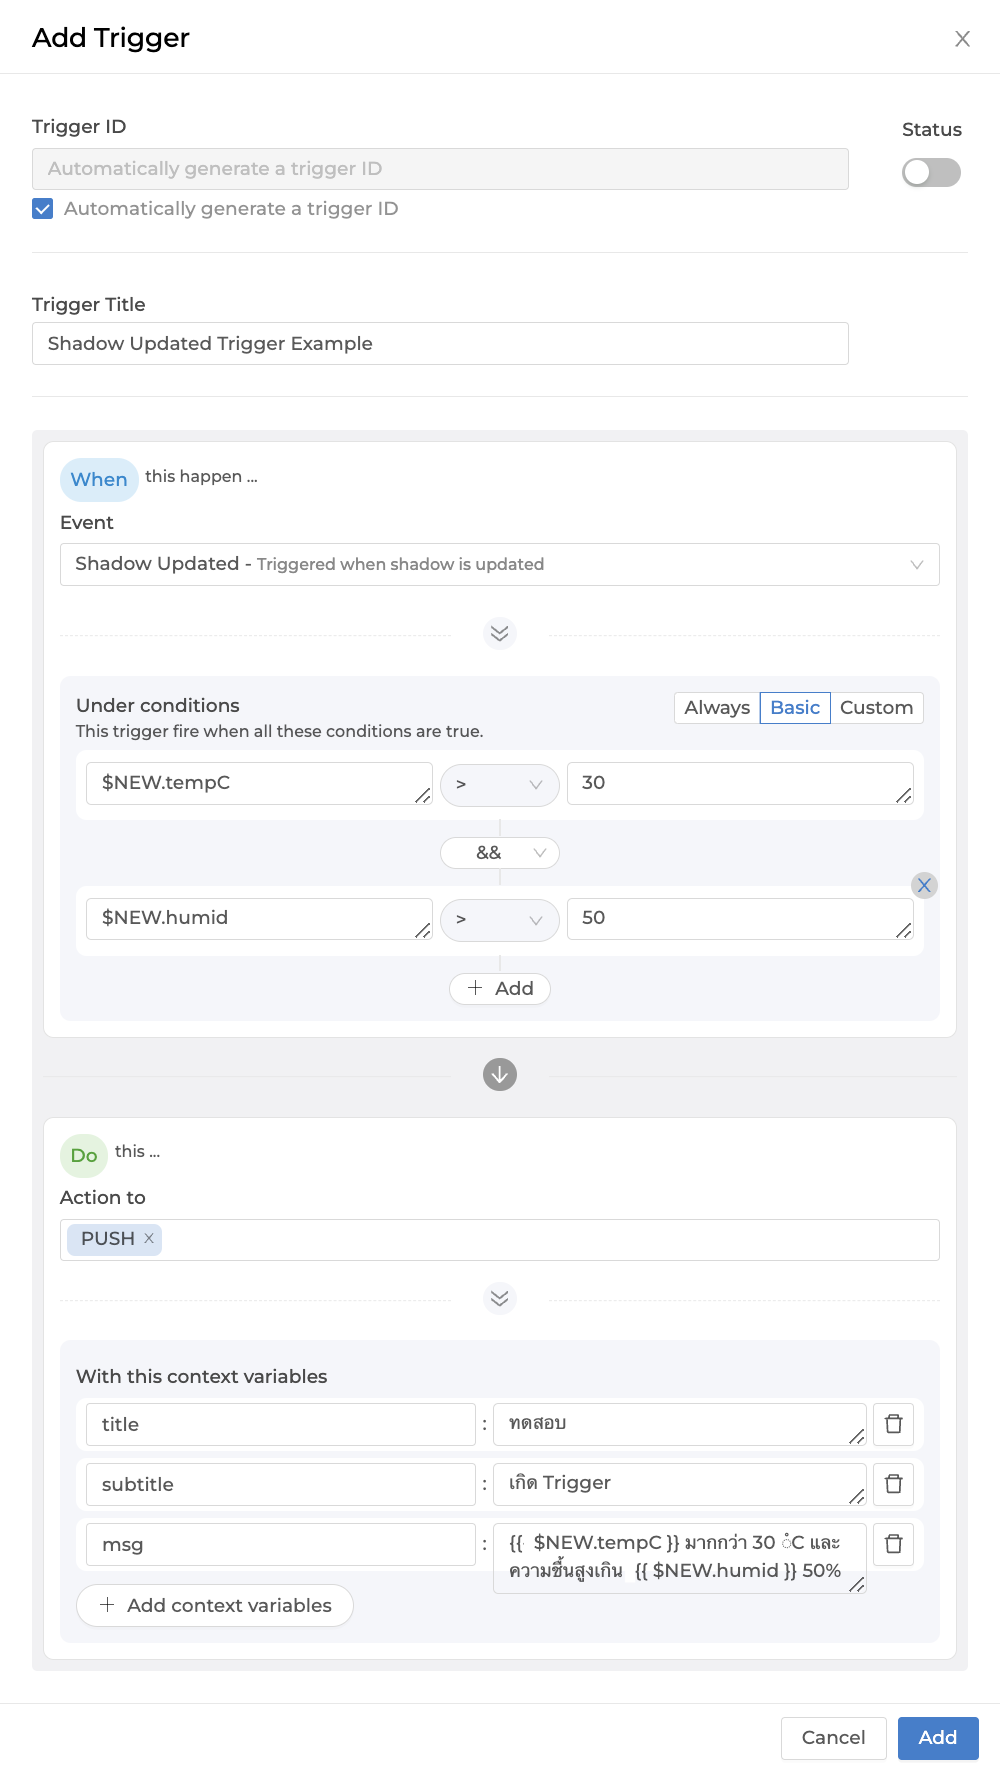 Add Trigger
X
Trigger ID
Status
Automatically generate a trigger ID
Automatically generate a trigger ID
Trigger Title
Shadow Updated Trigger Example
When this happen ...
Event
Shadow Updated - Triggered when shadow is updated
Under conditions
Always Basic Custom
This trigger fire when all these conditions are true.
$NEW.tempC > 30
&&
X
$NEW.humid > 50
+ Add
Do this ...
Action to
PUSH X
With this context variables
title : ทดสอบ
subtitle : เกิด Trigger
msg : {{ $NEW.tempC }} มากกว่า 30 ํC และ
ความชื้นสูงเกิน {{ $NEW.humid }} 50%
+ Add context variables
Cancel Add